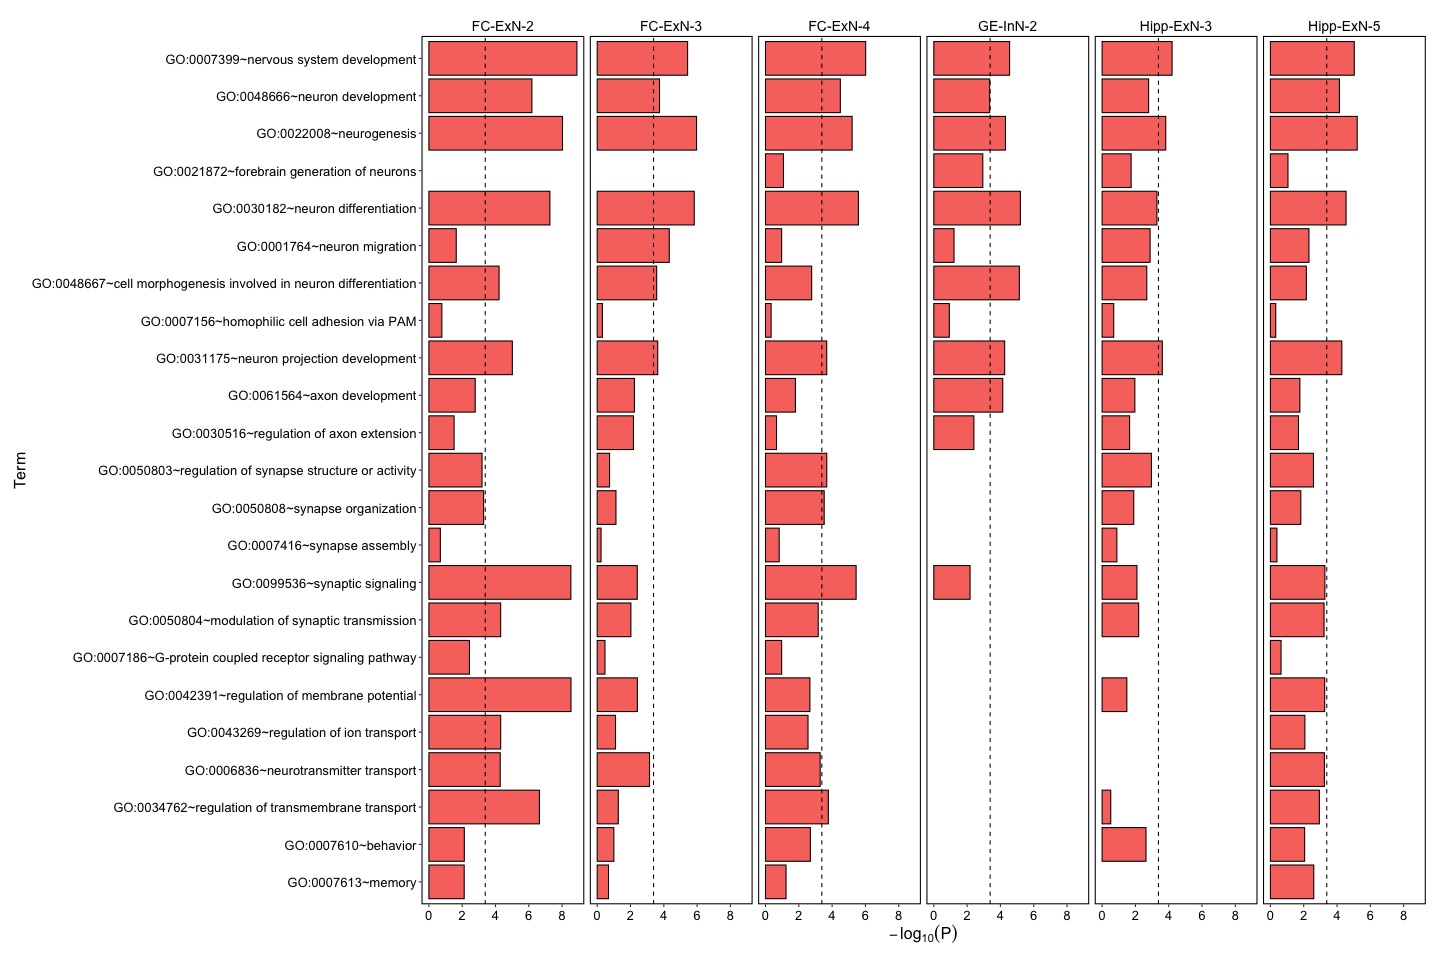 FC-ExN-2 FC-ExN-3 FC-ExN-4 GE-InN-2 Hipp-ExN-3 Hipp-ExN-5
GO:0007399~nervous system development
GO:0048666~neuron development
GO:0022008~neurogenesis
GO:0021872~forebrain generation of neurons
GO:0030182~neuron differentiation
GO:0001764~neuron migration
GO:0048667~cell morphogenesis involved in neuron differentiation
GO:0007156~homophilic cell adhesion via PAM
GO:0031175~neuron projection development
GO:0061564~axon development
GO:0030516~regulation of axon extension
GO:0050803~regulation of synapse structure or activity
GO:0050808~synapse organization
GO:0007416~synapse assembly
GO:0099536~synaptic signaling
GO:0050804~modulation of synaptic transmission
GO:0007186~G-protein coupled receptor signaling pathway
GO:0042391~regulation of membrane potential
GO:0043269~regulation of ion transport
GO:0006836~neurotransmitter transport
GO:0034762~regulation of transmembrane transport
GO:0007610~behavior
GO:0007613~memory
Term
0 2 4 6 8 0 2 4 6 8 0 2 4 6 8 0 2 4 6 8 0 2 4 6 8 0 2 4 6 8
−log₁₀(P)